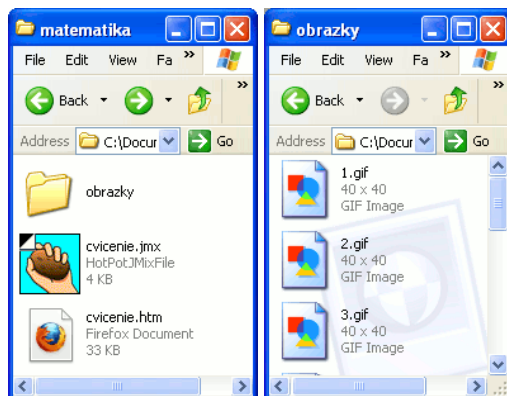 matematika
File Edit View Fa »
Back
»
Address C:\Docur Go
obrazky
cvicenie.jmx
HotPotJMixFile
4 KB
cvicenie.htm
Firefox Document
33 KB
obrazky
File Edit View Fa »
Back
»
Address C:\Docur Go
1.gif
40 x 40
GIF Image
2.gif
40 x 40
GIF Image
3.gif
40 x 40
GIF Image